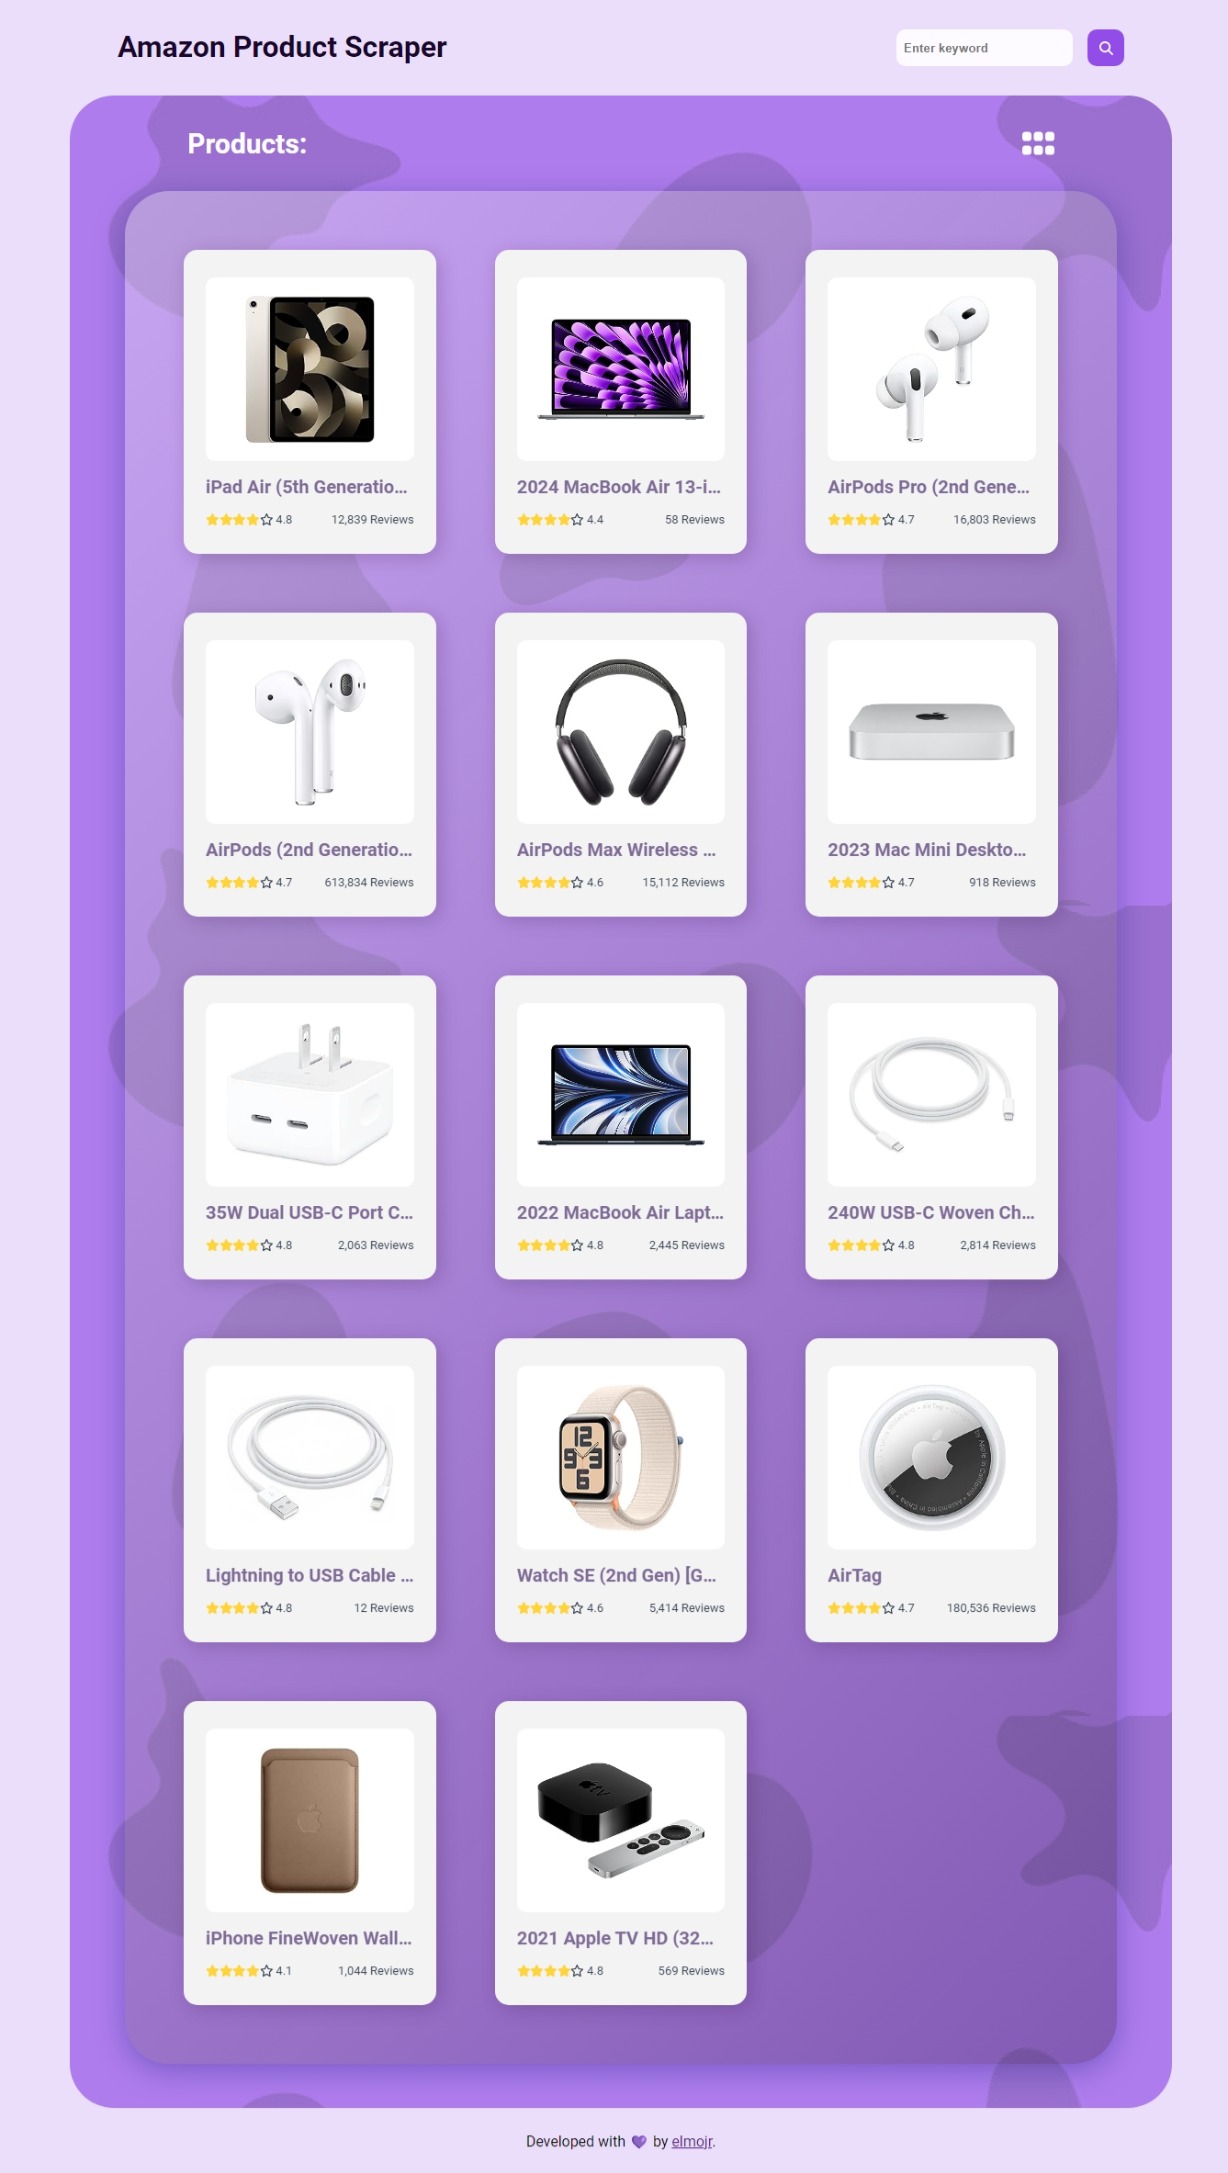 Amazon Product Scraper
Enter keyword
Products:
iPad Air (5th Generatio...
4.8 12,839 Reviews
2024 MacBook Air 13-i...
4.4 58 Reviews
AirPods Pro (2nd Gene...
4.7 16,803 Reviews
AirPods (2nd Generatio...
4.7 613,834 Reviews
AirPods Max Wireless ...
4.6 15,112 Reviews
2023 Mac Mini Deskto...
4.7 918 Reviews
35W Dual USB-C Port C...
4.8 2,063 Reviews
2022 MacBook Air Lapt...
4.8 2,445 Reviews
240W USB-C Woven Ch...
4.8 2,814 Reviews
12
9 3
6
Lightning to USB Cable ...
4.8 12 Reviews
Watch SE (2nd Gen) [G...
4.6 5,414 Reviews
AirTag
4.7 180,536 Reviews
tv
iPhone FineWoven Wall...
4.1 1,044 Reviews
2021 Apple TV HD (32...
4.8 569 Reviews
Developed with 💜 by elmojr.